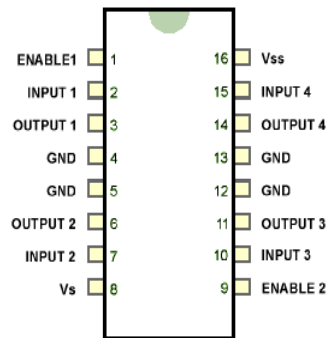 ENABLE1 1 16 Vss
INPUT 1 2 15 INPUT 4
OUTPUT 1 3 14 OUTPUT 4
GND 4 13 GND
GND 5 12 GND
OUTPUT 2 6 11 OUTPUT 3
INPUT 2 7 10 INPUT 3
Vs 8 9 ENABLE 2